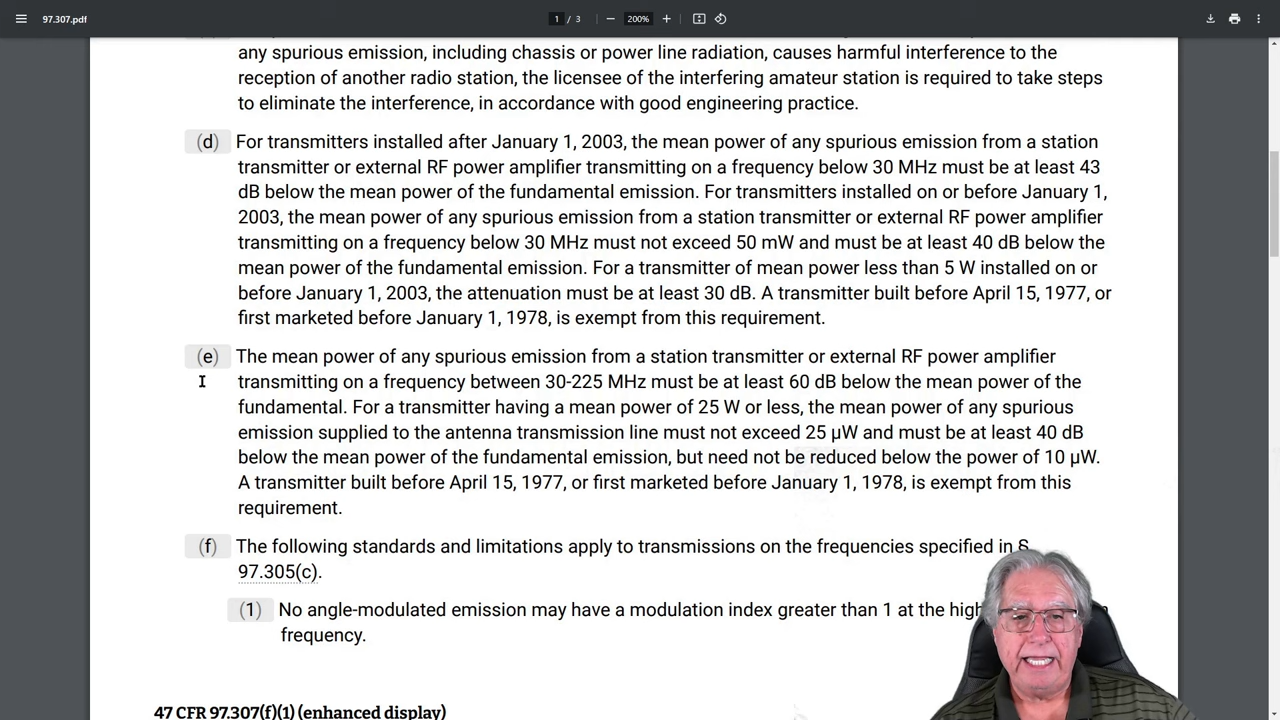 97.307.pdf
1 / 3
200%
any spurious emission, including chassis or power line radiation, causes harmful interference to the
reception of another radio station, the licensee of the interfering amateur station is required to take steps
to eliminate the interference, in accordance with good engineering practice.
(d) For transmitters installed after January 1, 2003, the mean power of any spurious emission from a station
transmitter or external RF power amplifier transmitting on a frequency below 30 MHz must be at least 43
dB below the mean power of the fundamental emission. For transmitters installed on or before January 1,
2003, the mean power of any spurious emission from a station transmitter or external RF power amplifier
transmitting on a frequency below 30 MHz must not exceed 50 mW and must be at least 40 dB below the
mean power of the fundamental emission. For a transmitter of mean power less than 5 W installed on or
before January 1, 2003, the attenuation must be at least 30 dB. A transmitter built before April 15, 1977, or
first marketed before January 1, 1978, is exempt from this requirement.
(e) The mean power of any spurious emission from a station transmitter or external RF power amplifier
transmitting on a frequency between 30-225 MHz must be at least 60 dB below the mean power of the
fundamental. For a transmitter having a mean power of 25 W or less, the mean power of any spurious
emission supplied to the antenna transmission line must not exceed 25 μW and must be at least 40 dB
below the mean power of the fundamental emission, but need not be reduced below the power of 10 μW.
A transmitter built before April 15, 1977, or first marketed before January 1, 1978, is exempt from this
requirement.
(f) The following standards and limitations apply to transmissions on the frequencies specified in §
97.305(c).
(1) No angle-modulated emission may have a modulation index greater than 1 at the
frequency.
47 CFR 97.307(f)(1) (enhanced display)